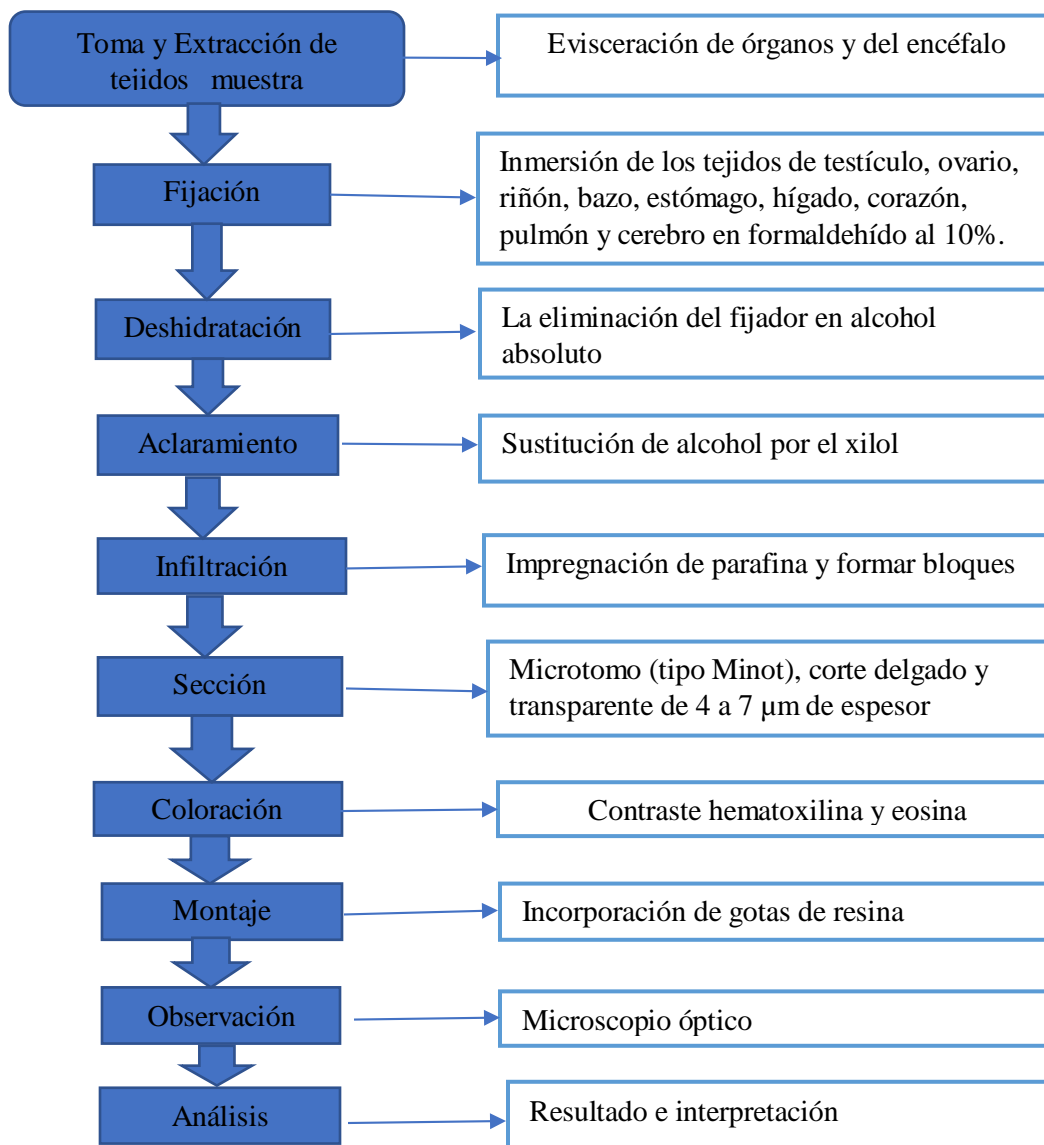 Toma y Extracción de
tejidos muestra
Evisceración de órganos y del encéfalo
Fijación
Inmersión de los tejidos de testículo, ovario,
riñón, bazo, estómago, hígado, corazón,
pulmón y cerebro en formaldehído al 10%.
Deshidratación
La eliminación del fijador en alcohol
absoluto
Aclaramiento
Sustitución de alcohol por el xilol
Infiltración
Impregnación de parafina y formar bloques
Sección
Microtomo (tipo Minot), corte delgado y
transparente de 4 a 7 µm de espesor
Coloración
Contraste hematoxilina y eosina
Montaje
Incorporación de gotas de resina
Observación
Microscopio óptico
Análisis
Resultado e interpretación